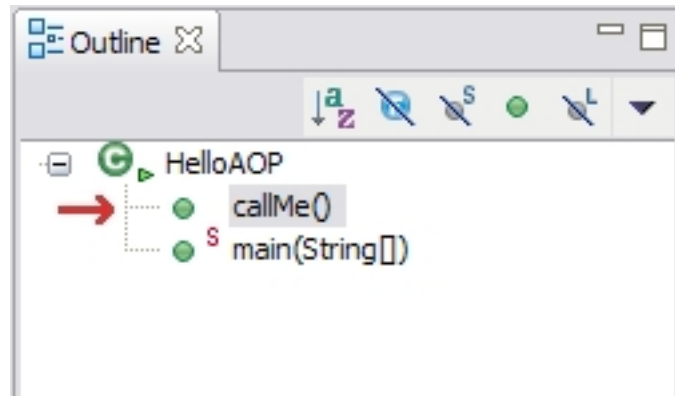 Outline
a z S L
C HelloAOP
callMe()
S main(String[])